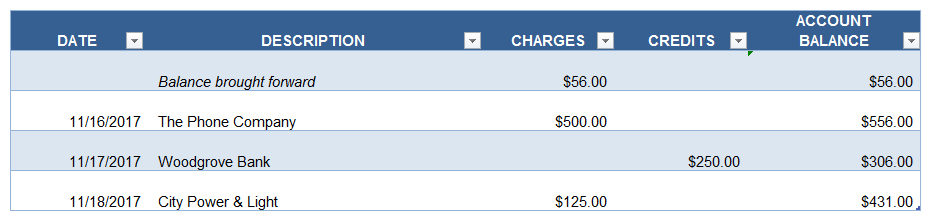 DATE DESCRIPTION CHARGES CREDITS ACCOUNT BALANCE
Balance brought forward $56.00 $56.00
11/16/2017 The Phone Company $500.00 $556.00
11/17/2017 Woodgrove Bank $250.00 $306.00
11/18/2017 City Power & Light $125.00 $431.00